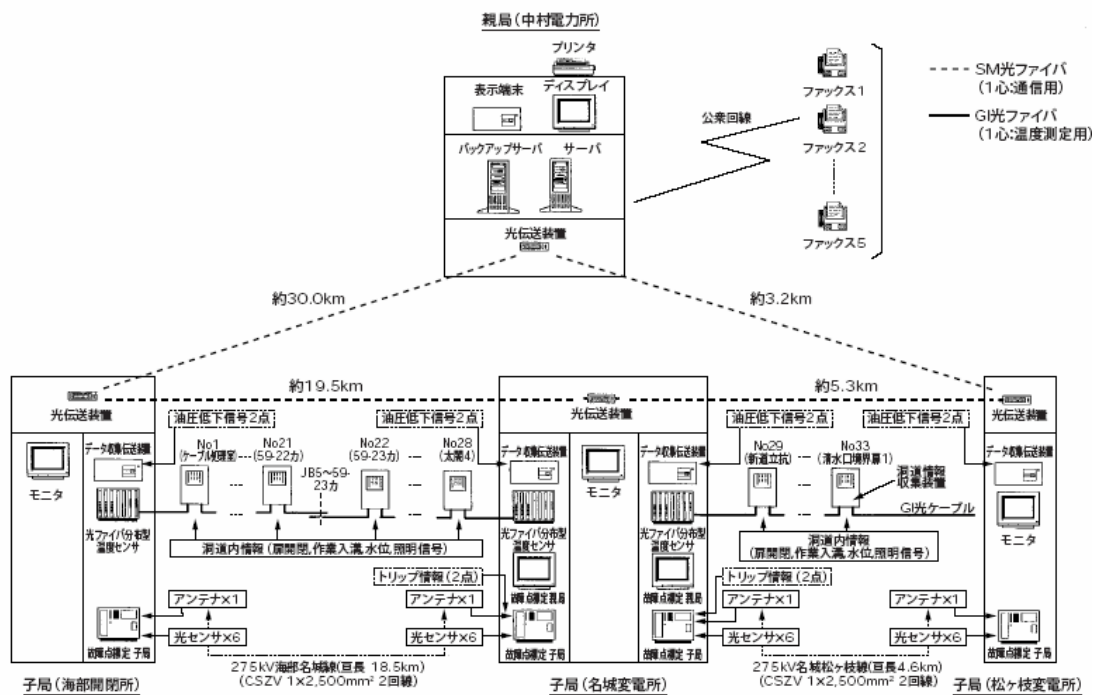 親局(中村電力所)
プリンタ
表示端末
ディスプレイ
バックアップサーバ
サーバ
光伝送装置
公衆回線
ファックス1
ファックス2
ファックス5
SM光ファイバ
(1心:通信用)
GI光ファイバ
(1心:温度測定用)
約30.0km
約3.2km
約19.5km
約5.3km
光伝送装置
光伝送装置
光伝送装置
油圧低下信号2点
油圧低下信号2点
油圧低下信号2点
油圧低下信号2点
モニタ
データ収集伝送装置
No1
(ケーブル処理室)
No21
(59-22カ)
JB5~59-
23カ
No22
(59-23カ)
No28
(太閤4)
データ収集伝送装置
モニタ
データ収集伝送装置
No29
(新道立抗)
No33
(清水口境界扉1)
洞道情報
収集装置
データ収集伝送装置
モニタ
GI光ケーブル
光ファイバ分布型
温度センサ
洞道内情報(扉開閉,作業入溝,水位,照明信号)
光ファイバ分布型
温度センサ
光ファイバ分布型
温度センサ
洞道内情報
(扉開閉,作業入溝,水位,照明信号)
トリップ情報(2点)
故障点標定 親局
故障点標定 親局
トリップ情報(2点)
アンテナ×1
アンテナ×1
アンテナ×1
アンテナ×1
光センサ×6
光センサ×6
光センサ×6
光センサ×6
故障点標定 子局
故障点標定 子局
故障点標定 子局
故障点標定 子局
275kV海部名城線(亘長 18.5km)
(CSZV 1×2,500mm² 2回線)
275kV名城松ヶ枝線(亘長4.6km)
(CSZV 1×2,500mm² 2回線)
子局(海部開閉所)
子局(名城変電所)
子局(松ヶ枝変電所)